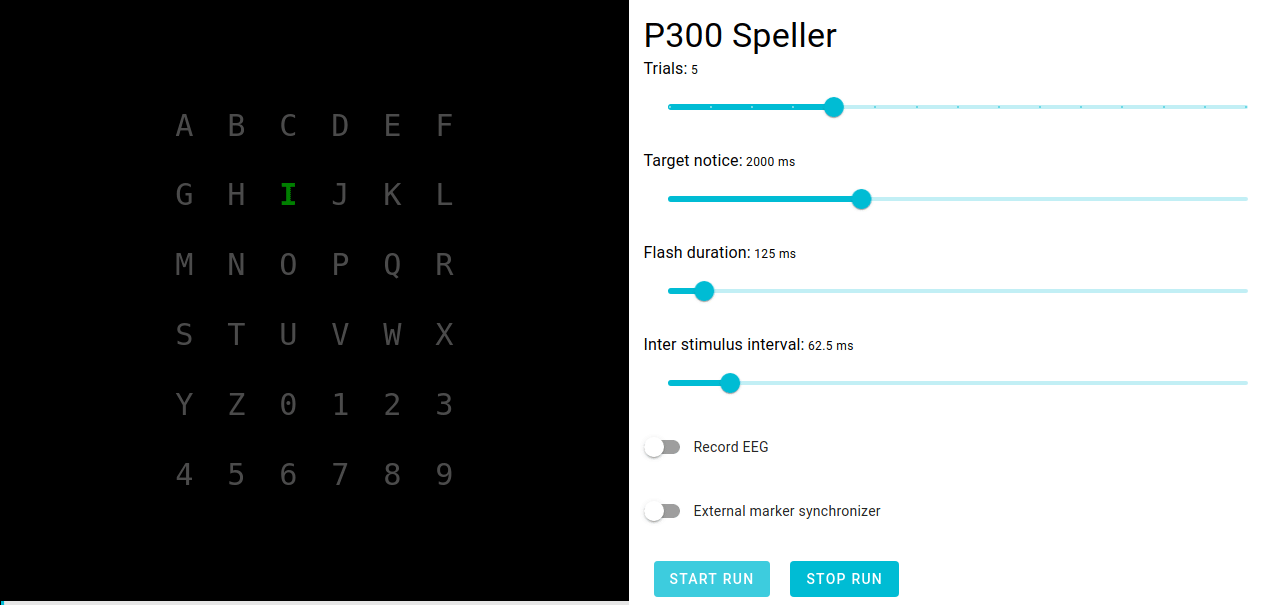 A B C D E F
G H I J K L
M N O P Q R
S T U V W X
Y Z 0 1 2 3
4 5 6 7 8 9
P300 Speller
Trials: 5
Target notice: 2000 ms
Flash duration: 125 ms
Inter stimulus interval: 62.5 ms
Record EEG
External marker synchronizer
START RUN STOP RUN